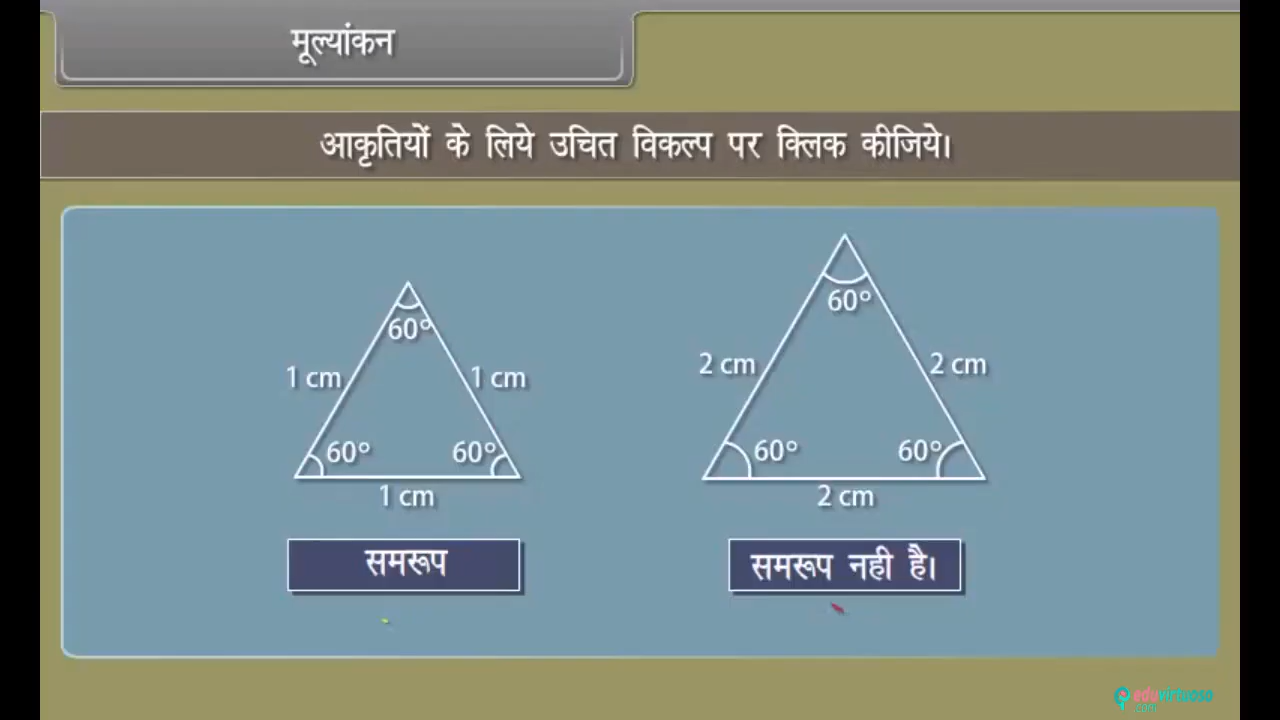 मूल्यांकन
आकृतियों के लिये उचित विकल्प पर क्लिक कीजिये।
60°
1 cm
1 cm
60°
60°
1 cm
60°
2 cm
2 cm
60°
60°
2 cm
समरूप
समरूप नही है।
eduvirtuoso
.com